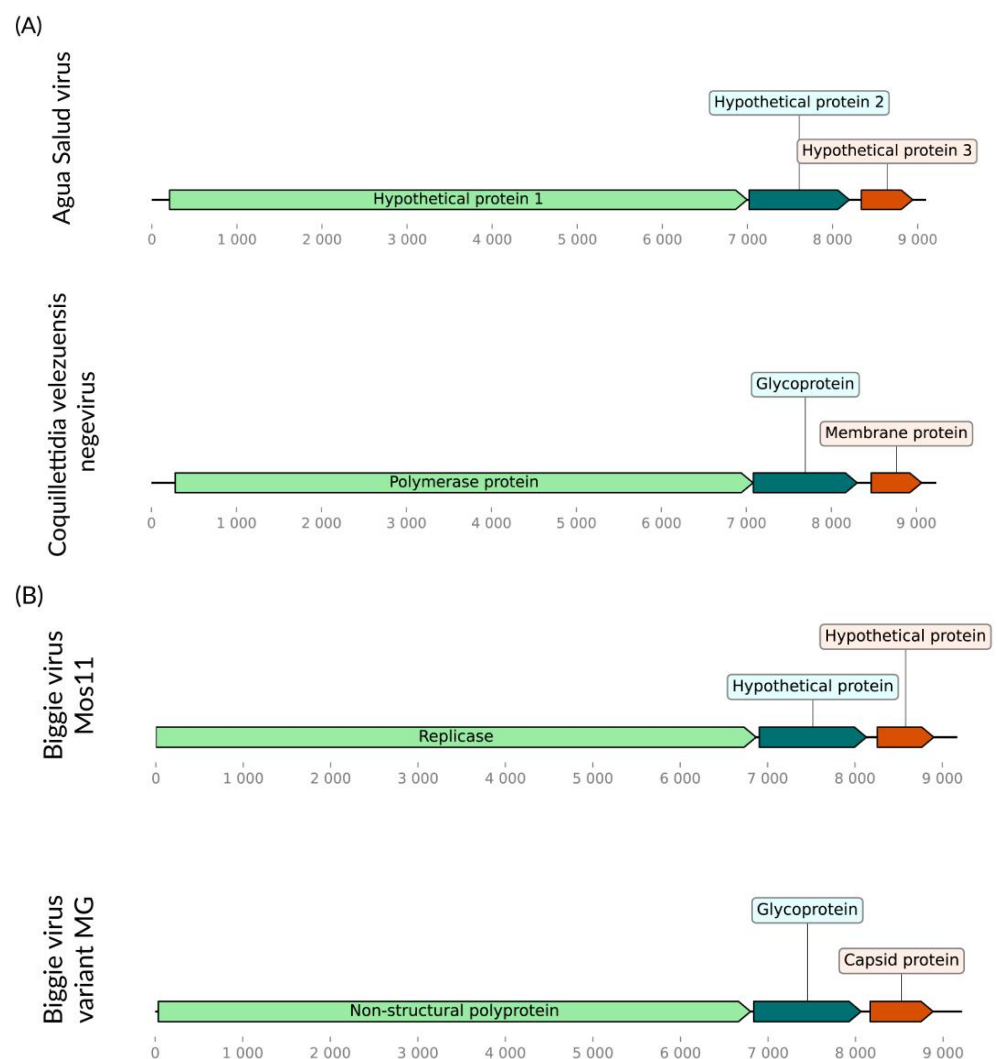 (A)
Agua Salud virus
Hypothetical protein 2
Hypothetical protein 3
Hypothetical protein 1
0 1 000 2 000 3 000 4 000 5 000 6 000 7 000 8 000 9 000
Coquillettidia velezuensis
negevirus
Glycoprotein
Membrane protein
Polymerase protein
0 1 000 2 000 3 000 4 000 5 000 6 000 7 000 8 000 9 000
(B)
Biggie virus
Mos11
Hypothetical protein
Hypothetical protein
Replicase
0 1 000 2 000 3 000 4 000 5 000 6 000 7 000 8 000 9 000
Biggie virus
variant MG
Glycoprotein
Capsid protein
Non-structural polyprotein
0 1 000 2 000 3 000 4 000 5 000 6 000 7 000 8 000 9 000